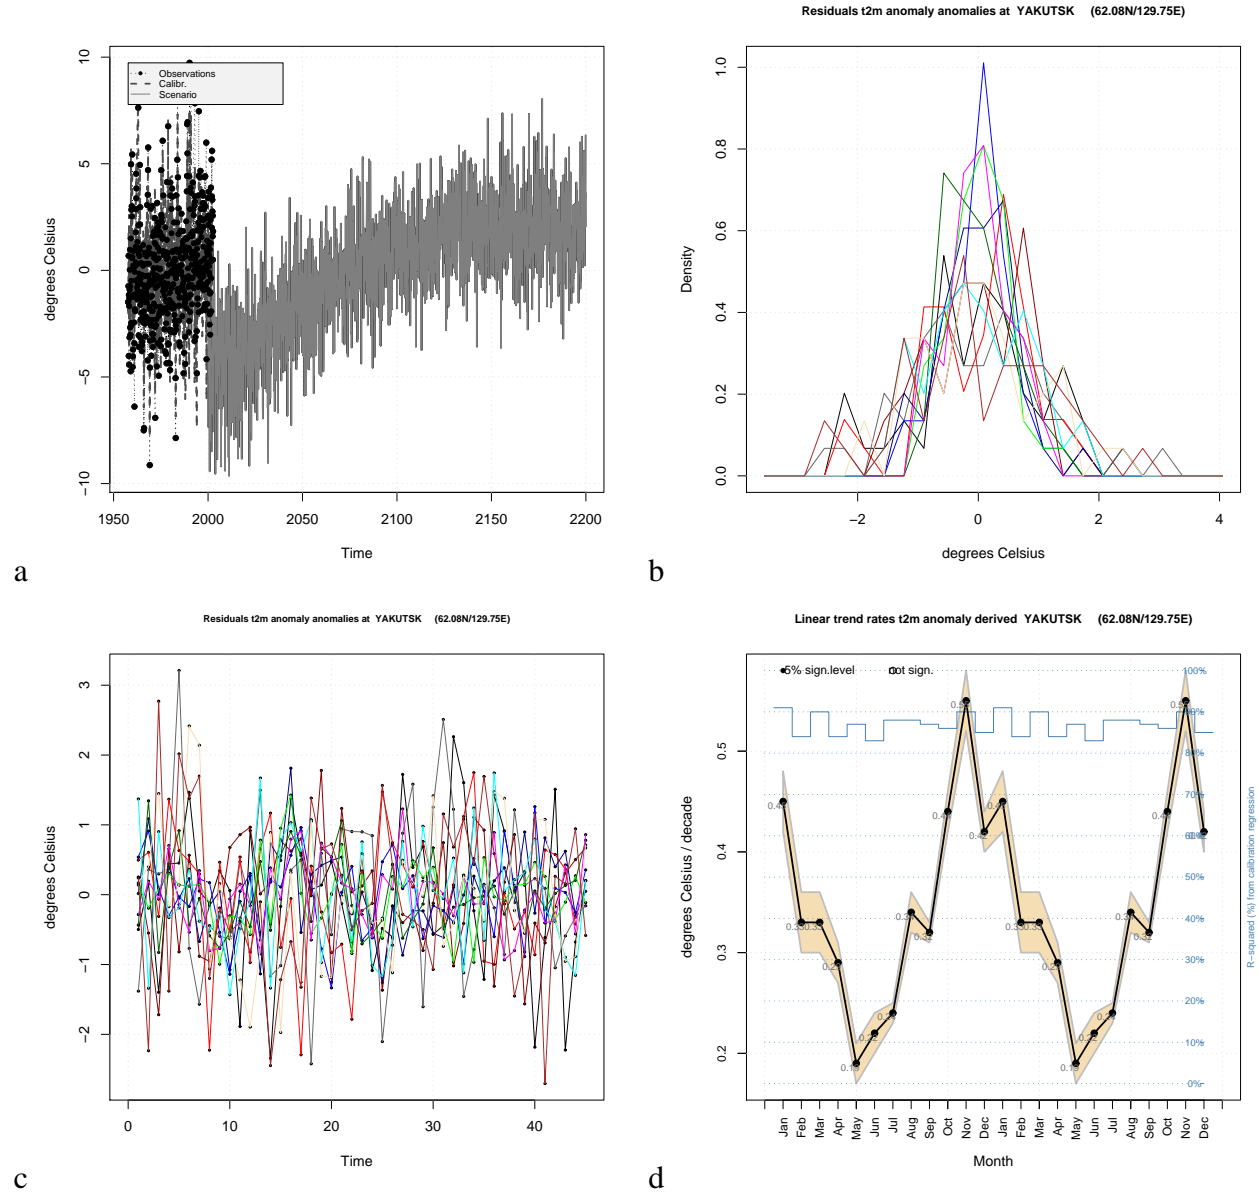 10
5
0
−5
−10
degrees Celsius
Observations
Calibr.
Scenario
1950
2000
2050
2100
2150
2200
Time
a
Residuals t2m anomaly anomalies at YAKUTSK (62.08N/129.75E)
1.0
0.8
0.6
0.4
0.2
0.0
Density
−2
0
2
4
degrees Celsius
b
Residuals t2m anomaly anomalies at YAKUTSK (62.08N/129.75E)
3
2
1
0
−1
−2
degrees Celsius
0
10
20
30
40
Time
c
Linear trend rates t2m anomaly derived YAKUTSK (62.08N/129.75E)
5% sign.level
not sign.
0.5
0.4
0.3
0.2
degrees Celsius / decade
100%
90%
80%
70%
60%
50%
40%
30%
20%
10%
0%
R−squared (%) from calibration regression
Jan
Feb
Mar
Apr
May
Jun
Jul
Aug
Sep
Oct
Nov
Dec
Jan
Feb
Mar
Apr
May
Jun
Jul
Aug
Sep
Oct
Nov
Dec
Month
d